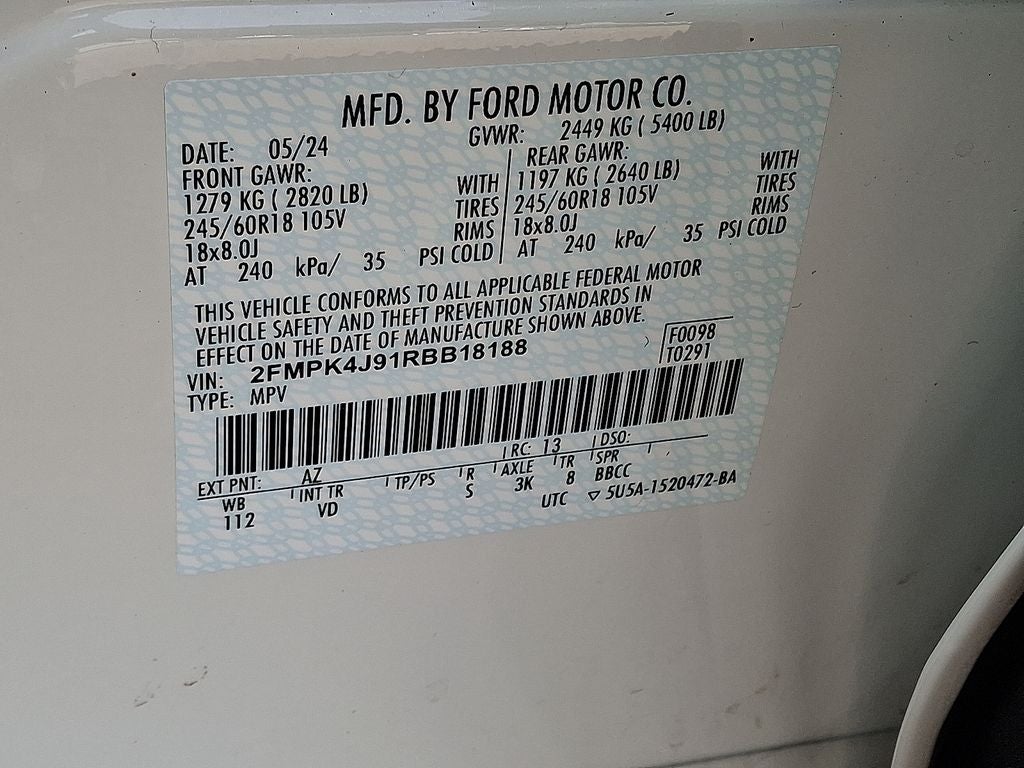 MFD. BY FORD MOTOR CO.
DATE: 05/24 GVWR: 2449 KG ( 5400 LB)
FRONT GAWR: REAR GAWR:
1279 KG ( 2820 LB) WITH 1197 KG ( 2640 LB) WITH
245/60R18 105V TIRES 245/60R18 105V TIRES
18x8.0J RIMS 18x8.0J RIMS
AT 240 kPa/ 35 PSI COLD AT 240 kPa/ 35 PSI COLD
THIS VEHICLE CONFORMS TO ALL APPLICABLE FEDERAL MOTOR
VEHICLE SAFETY AND THEFT PREVENTION STANDARDS IN
EFFECT ON THE DATE OF MANUFACTURE SHOWN ABOVE.
VIN: 2FMPK4J91RBB18188 F0098
TYPE: MPV T0291
EXT PNT: AZ RC: 13 DSO:
WB INT TR TP/PS R AXLE TR SPR
112 VD S 3K 8 BBCC
UTC ▽ 5U5A-1520472-BA